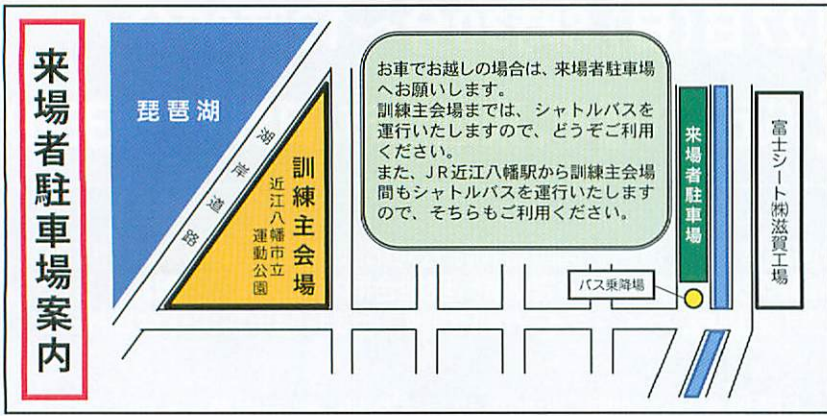 来場者駐車場案内
琵琶湖
湖岸道路
訓練主会場
近江八幡市立
運動公園
お車でお越しの場合は、来場者駐車場
へお願いします。
訓練主会場までは、シャトルバスを
運行いたしますので、どうぞご利用
ください。
また、JR近江八幡駅から訓練主会場
間もシャトルバスを運行いたします
ので、そちらもご利用ください。
来場者駐車場
バス乗降場
富士シート㈱滋賀工場